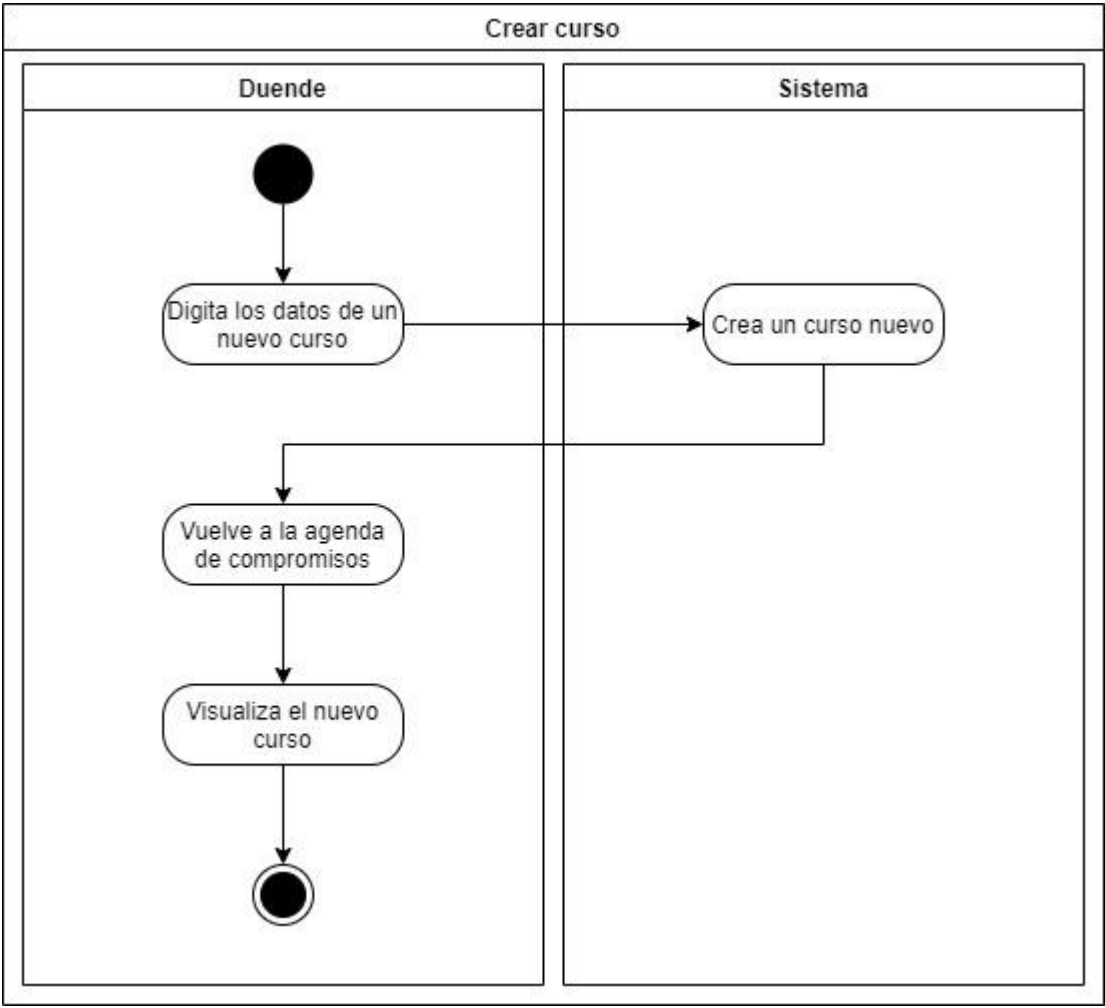 Crear curso
Duende
Sistema
Digita los datos de un
nuevo curso
Crea un curso nuevo
Vuelve a la agenda
de compromisos
Visualiza el nuevo
curso